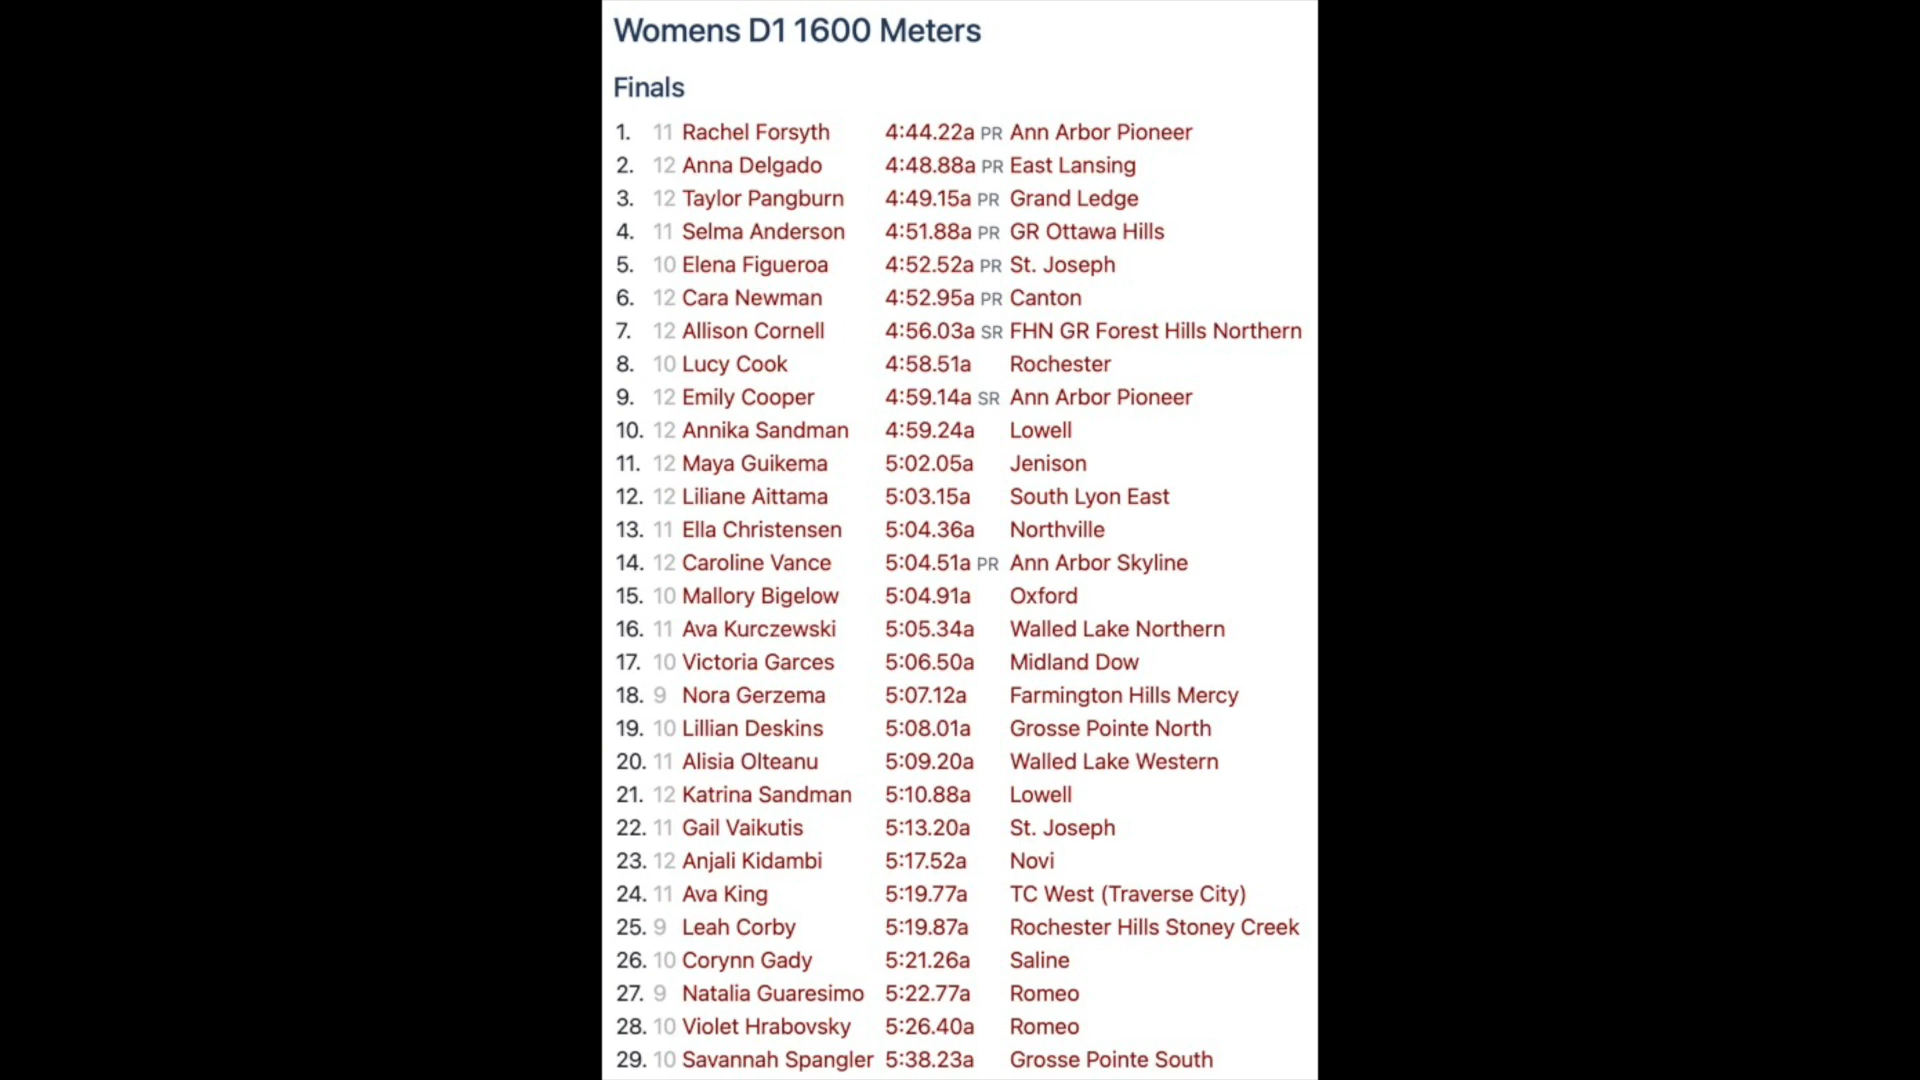 Womens D1 1600 Meters
Finals
1. 11 Rachel Forsyth 4:44.22a PR Ann Arbor Pioneer
2. 12 Anna Delgado 4:48.88a PR East Lansing
3. 12 Taylor Pangburn 4:49.15a PR Grand Ledge
4. 11 Selma Anderson 4:51.88a PR GR Ottawa Hills
5. 10 Elena Figueroa 4:52.52a PR St. Joseph
6. 12 Cara Newman 4:52.95a PR Canton
7. 12 Allison Cornell 4:56.03a SR FHN GR Forest Hills Northern
8. 10 Lucy Cook 4:58.51a Rochester
9. 12 Emily Cooper 4:59.14a SR Ann Arbor Pioneer
10. 12 Annika Sandman 4:59.24a Lowell
11. 12 Maya Guikema 5:02.05a Jenison
12. 12 Liliane Aittama 5:03.15a South Lyon East
13. 11 Ella Christensen 5:04.36a Northville
14. 12 Caroline Vance 5:04.51a PR Ann Arbor Skyline
15. 10 Mallory Bigelow 5:04.91a Oxford
16. 11 Ava Kurczewski 5:05.34a Walled Lake Northern
17. 10 Victoria Garces 5:06.50a Midland Dow
18. 9 Nora Gerzema 5:07.12a Farmington Hills Mercy
19. 10 Lillian Deskins 5:08.01a Grosse Pointe North
20. 11 Alisia Olteanu 5:09.20a Walled Lake Western
21. 12 Katrina Sandman 5:10.88a Lowell
22. 11 Gail Vaikutis 5:13.20a St. Joseph
23. 12 Anjali Kidambi 5:17.52a Novi
24. 11 Ava King 5:19.77a TC West (Traverse City)
25. 9 Leah Corby 5:19.87a Rochester Hills Stoney Creek
26. 10 Corynn Gady 5:21.26a Saline
27. 9 Natalia Guaresimo 5:22.77a Romeo
28. 10 Violet Hrabovsky 5:26.40a Romeo
29. 10 Savannah Spangler 5:38.23a Grosse Pointe South